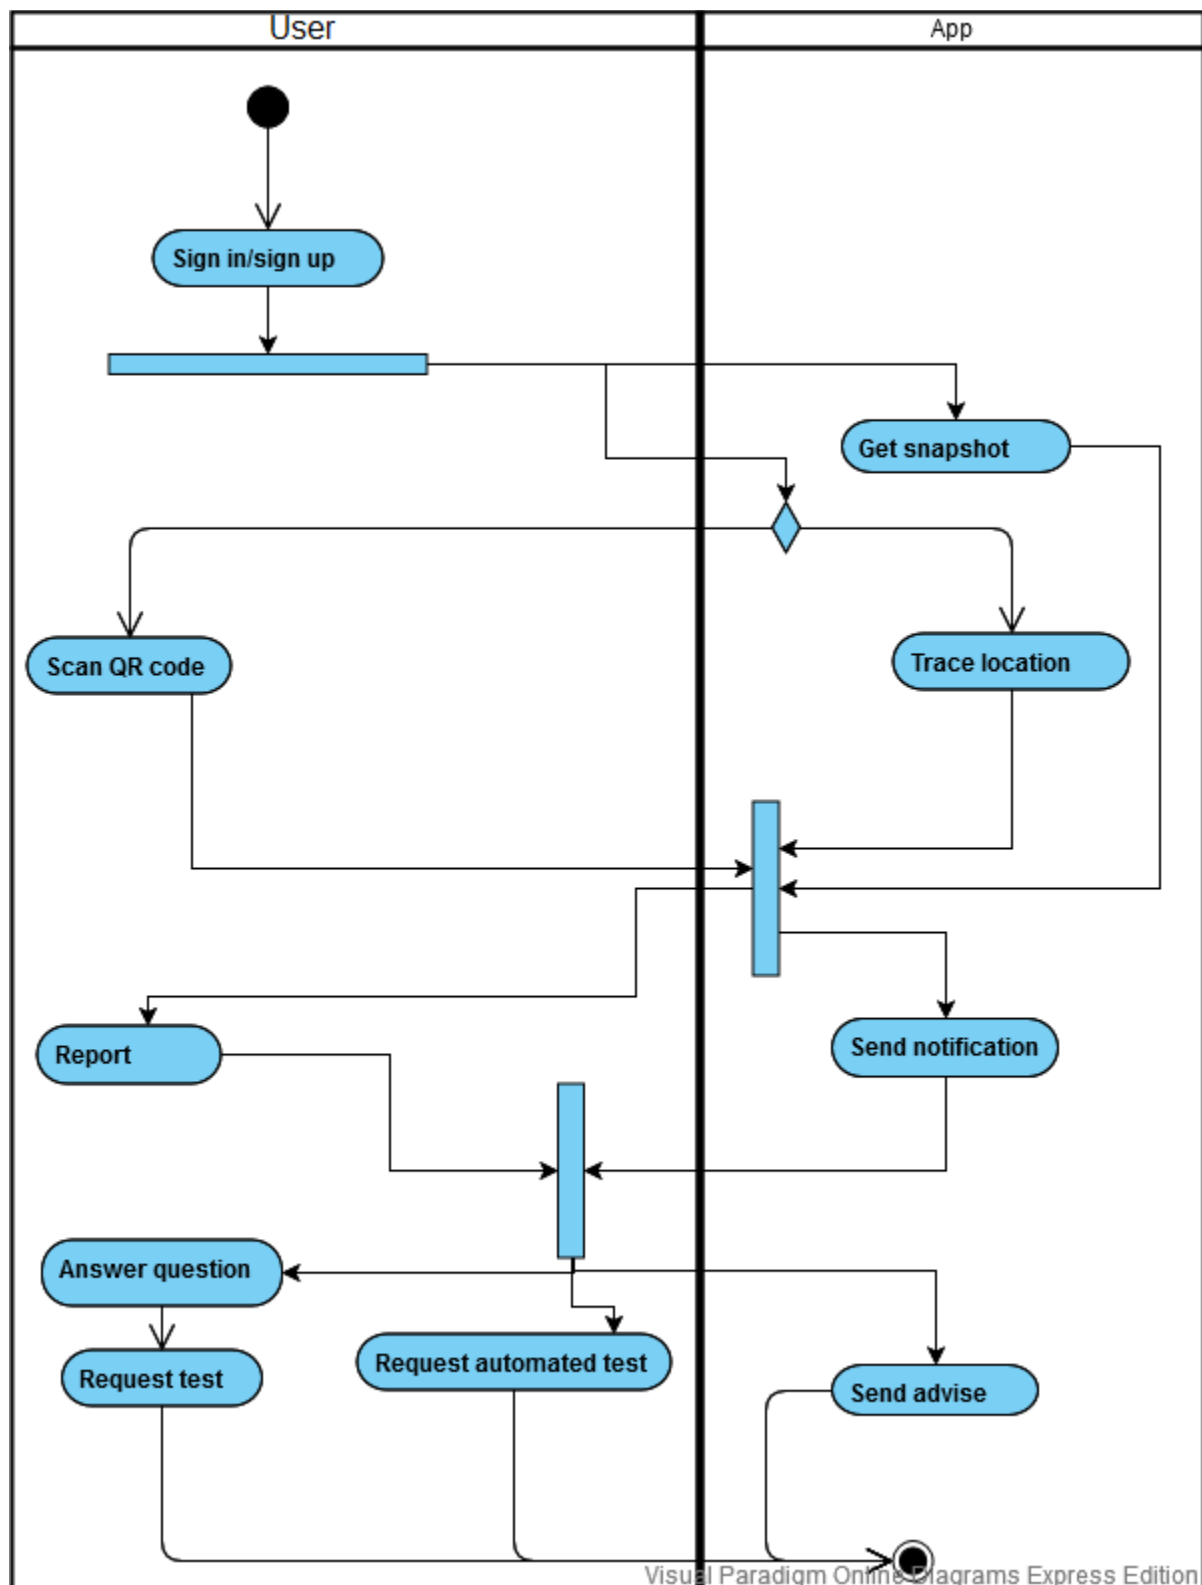 User
App
Sign in/sign up
Get snapshot
Scan QR code
Trace location
Report
Send notification
Answer question
Request test
Request automated test
Send advise
Visual Paradigm Online Diagrams Express Edition